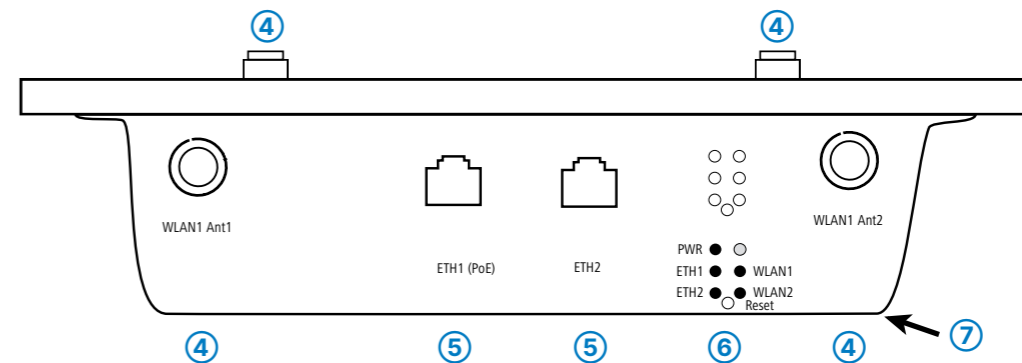 ④ ④
WLAN1 Ant1
WLAN1 Ant2
ETH1 (PoE)
ETH2
PWR
ETH1 WLAN1
ETH2 WLAN2
Reset
④ ⑤ ⑤ ⑥ ④ ⑦